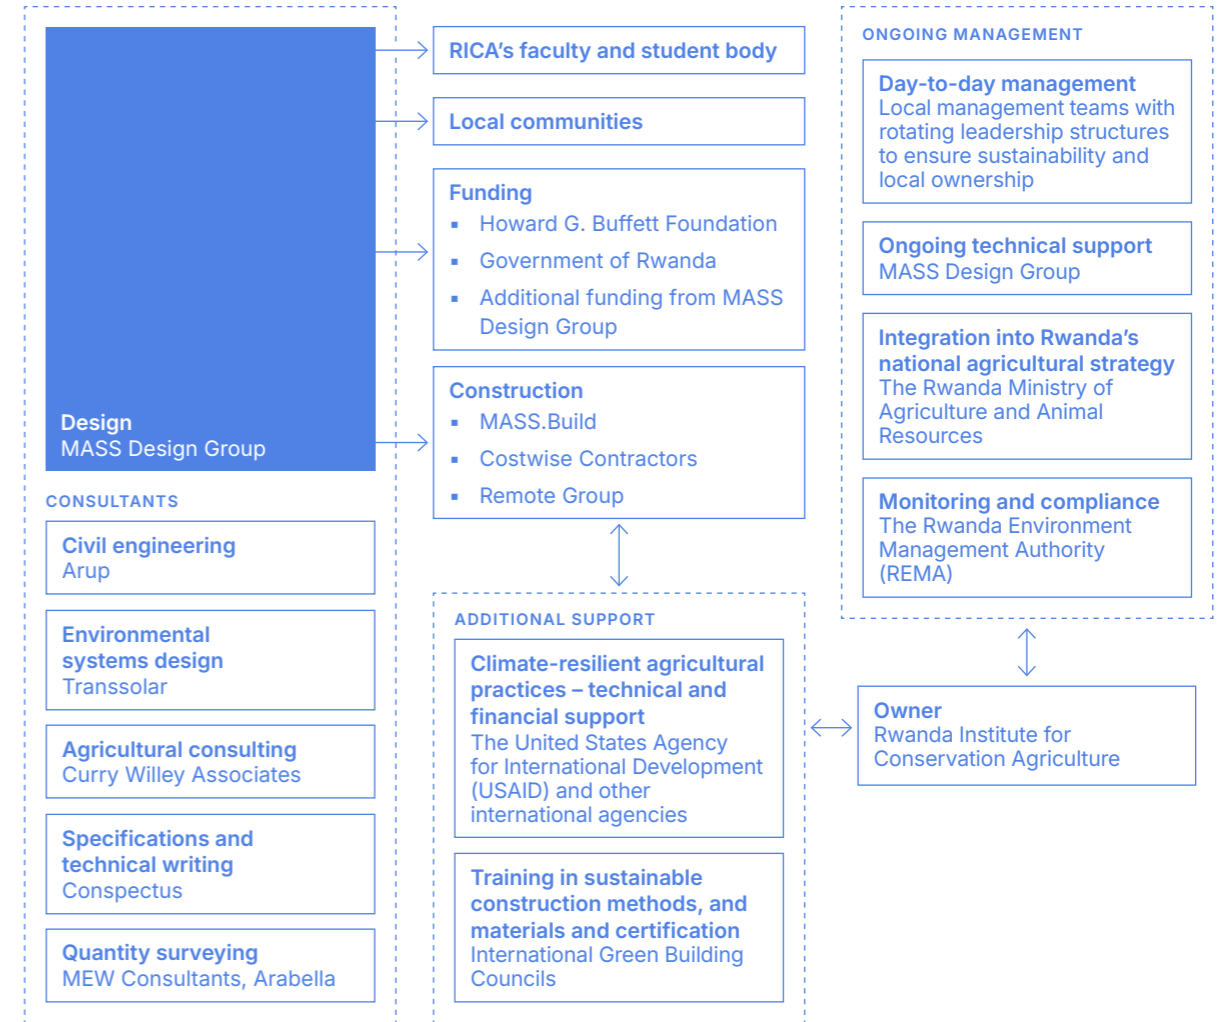 Design
MASS Design Group
CONSULTANTS
Civil engineering
Arup
Environmental
systems design
Transsolar
Agricultural consulting
Curry Willey Associates
Specifications and
technical writing
Conspectus
Quantity surveying
MEW Consultants, Arabella
RICA’s faculty and student body
Local communities
Funding
▪ Howard G. Buffett Foundation
▪ Government of Rwanda
▪ Additional funding from MASS
Design Group
Construction
▪ MASS.Build
▪ Costwise Contractors
▪ Remote Group
ADDITIONAL SUPPORT
Climate-resilient agricultural
practices – technical and
financial support
The United States Agency
for International Development
(USAID) and other
international agencies
Training in sustainable
construction methods, and
materials and certification
International Green Building
Councils
ONGOING MANAGEMENT
Day-to-day management
Local management teams with
rotating leadership structures
to ensure sustainability and
local ownership
Ongoing technical support
MASS Design Group
Integration into Rwanda’s
national agricultural strategy
The Rwanda Ministry of
Agriculture and Animal
Resources
Monitoring and compliance
The Rwanda Environment
Management Authority
(REMA)
Owner
Rwanda Institute for
Conservation Agriculture